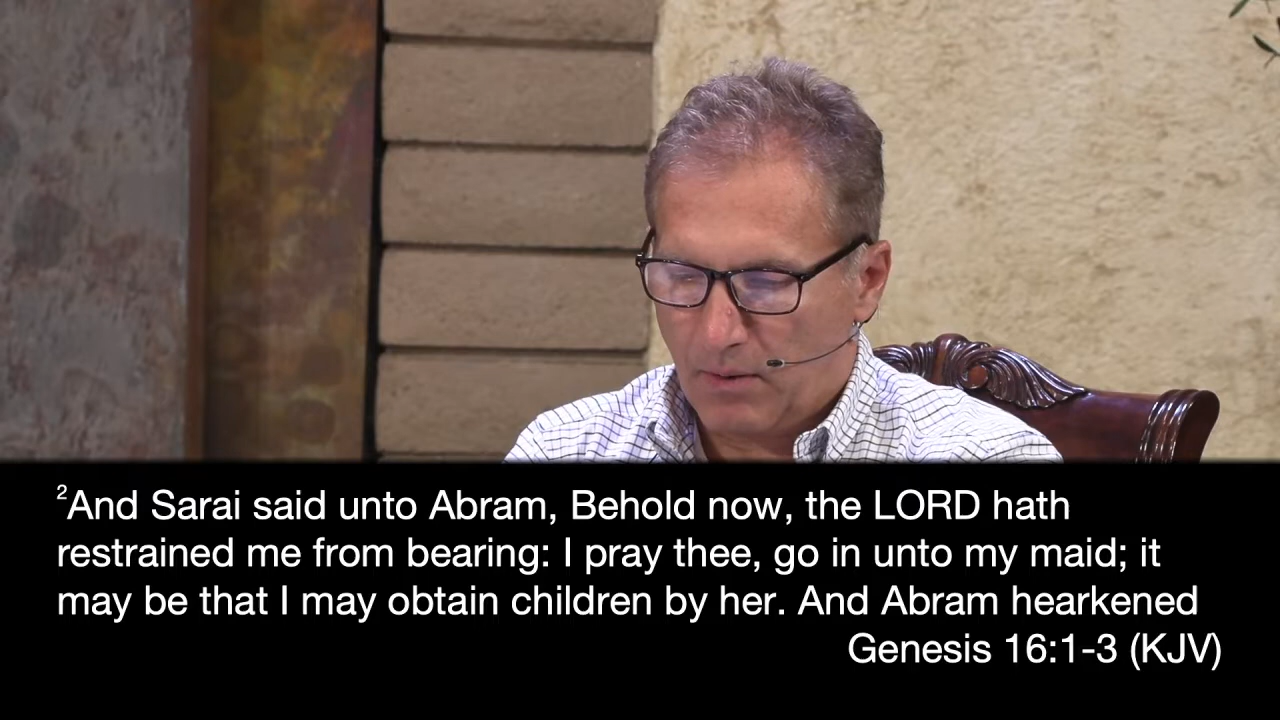 ²And Sarai said unto Abram, Behold now, the LORD hath
restrained me from bearing: I pray thee, go in unto my maid; it
may be that I may obtain children by her. And Abram hearkened
Genesis 16:1-3 (KJV)